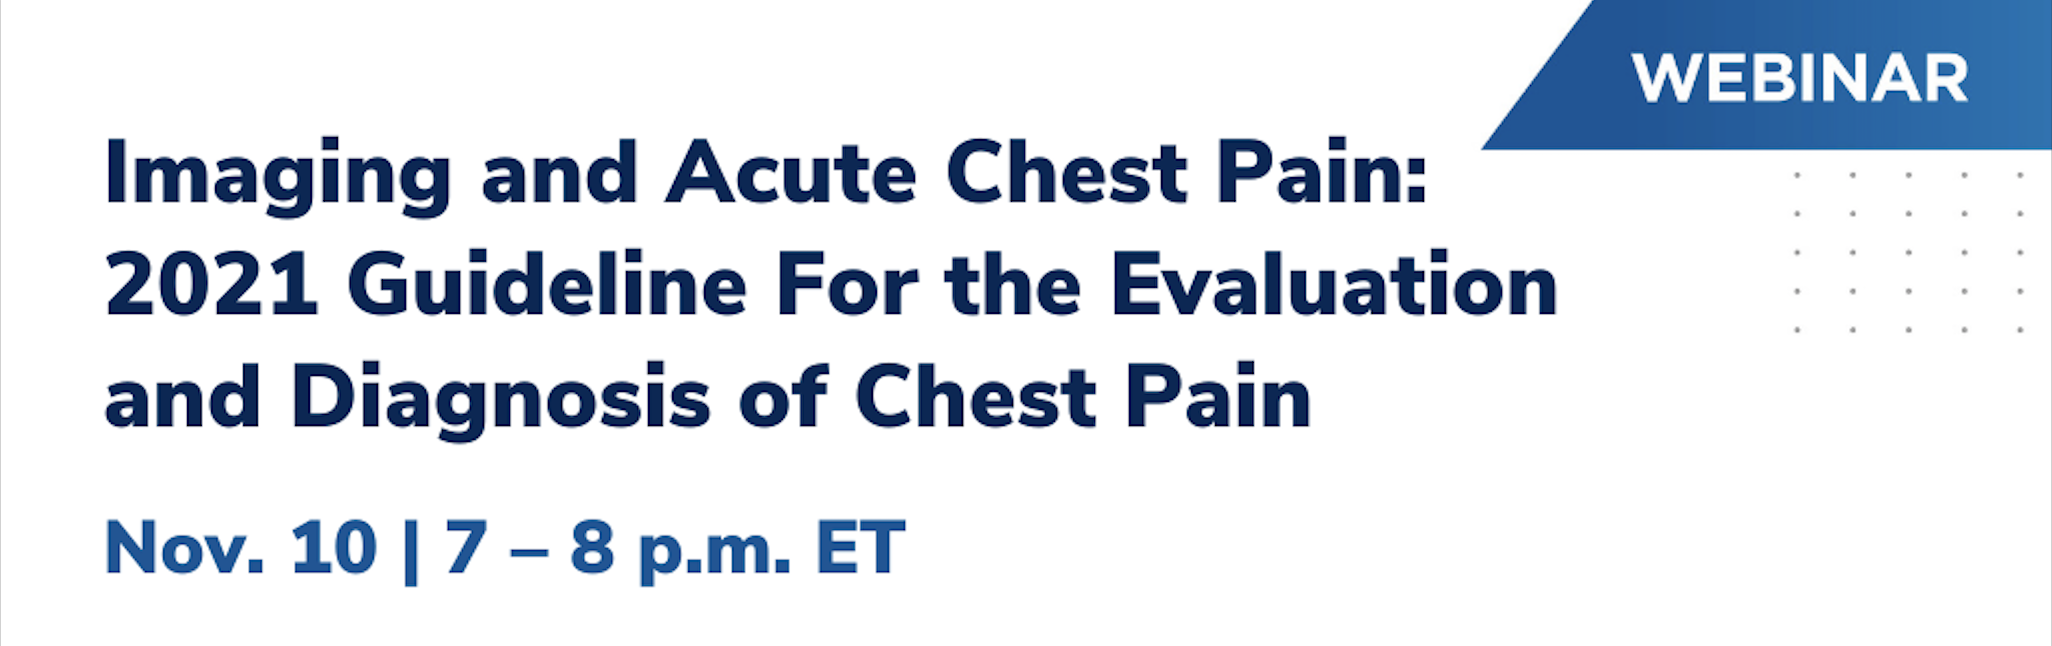 WEBINAR
Imaging and Acute Chest Pain:
2021 Guideline For the Evaluation
and Diagnosis of Chest Pain
Nov. 10 | 7 – 8 p.m. ET